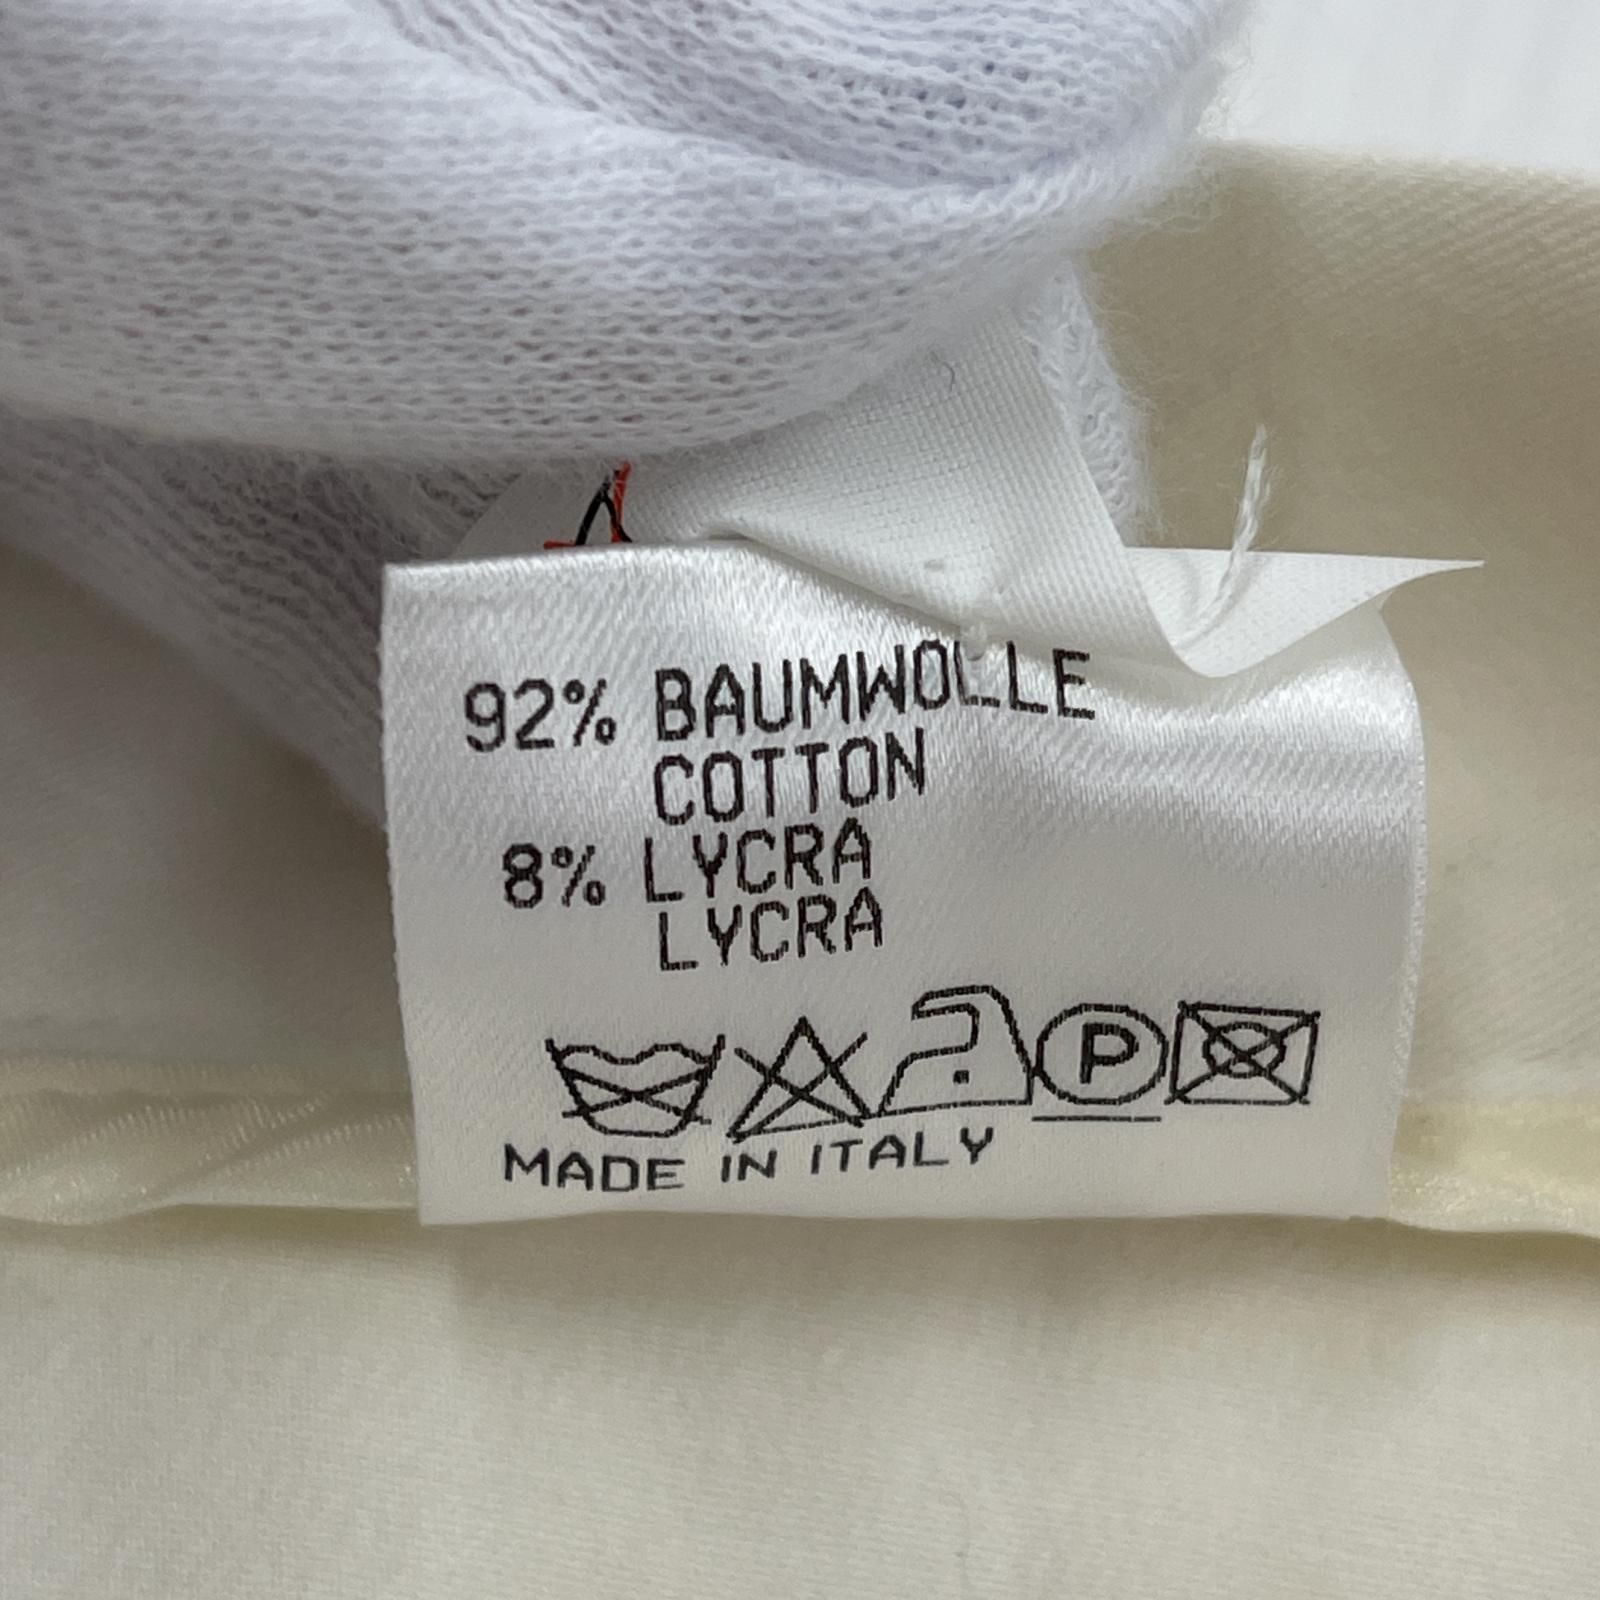 92% BAUMWOLLE
COTTON
8% LYCRA
LYCRA
P
MADE IN ITALY